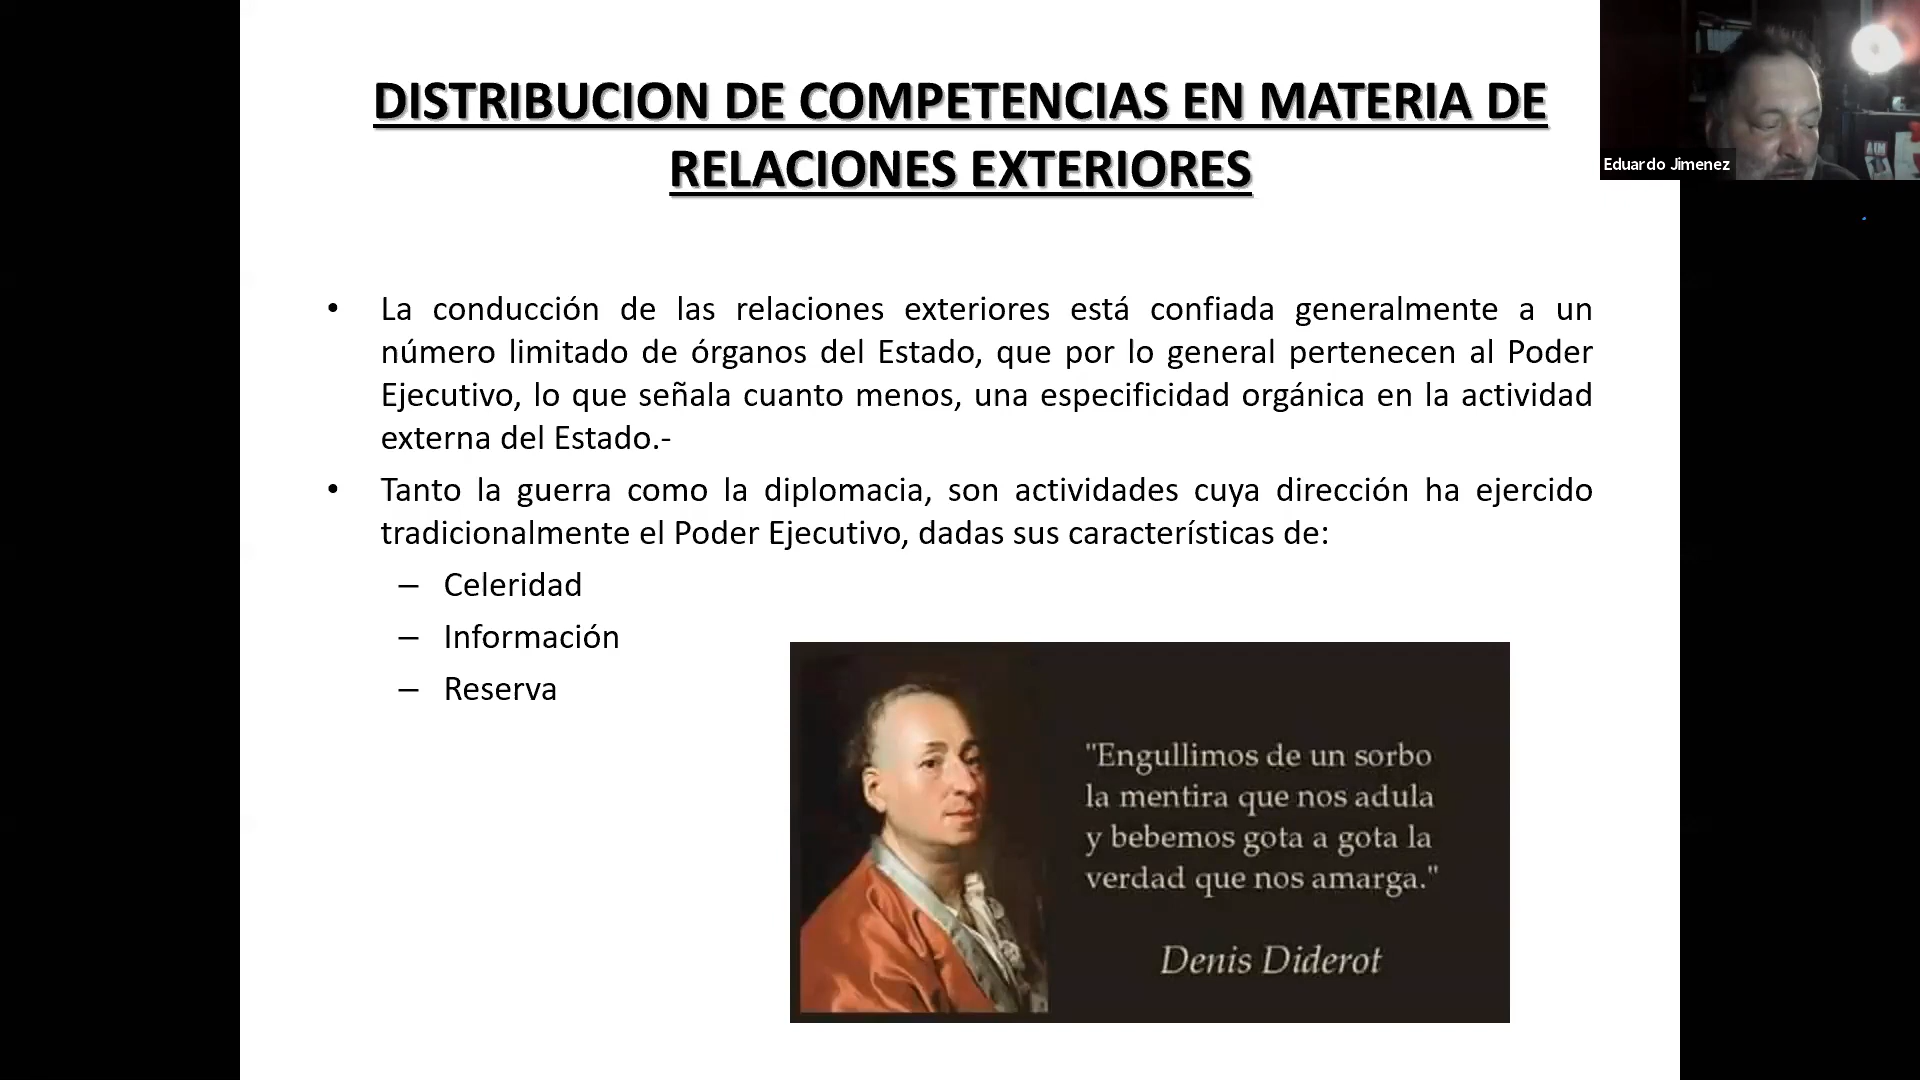 DISTRIBUCION DE COMPETENCIAS EN MATERIA DE
RELACIONES EXTERIORES
Eduardo Jimenez
• La conducción de las relaciones exteriores está confiada generalmente a un
número limitado de órganos del Estado, que por lo general pertenecen al Poder
Ejecutivo, lo que señala cuanto menos, una especificidad orgánica en la actividad
externa del Estado.-
• Tanto la guerra como la diplomacia, son actividades cuya dirección ha ejercido
tradicionalmente el Poder Ejecutivo, dadas sus características de:
– Celeridad
– Información
– Reserva
"Engullimos de un sorbo
la mentira que nos adula
y bebemos gota a gota la
verdad que nos amarga."
Denis Diderot